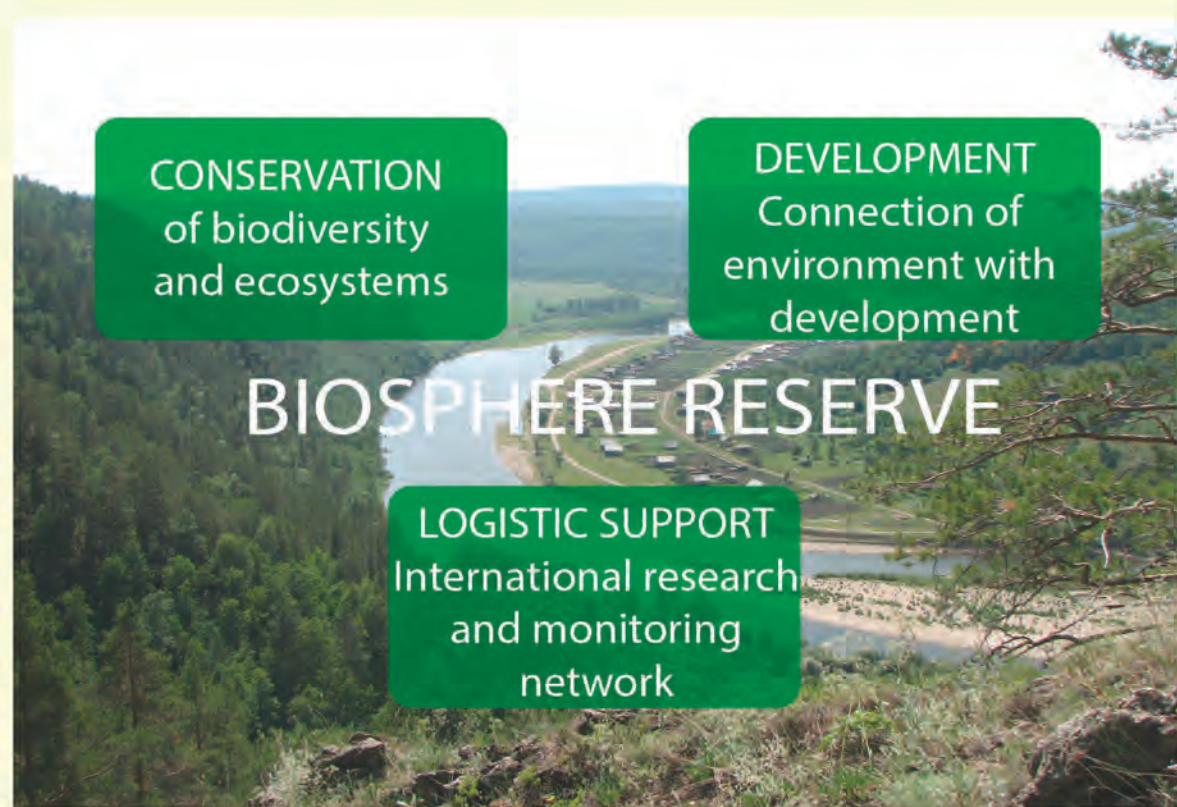 CONSERVATION
of biodiversity
and ecosystems
DEVELOPMENT
Connection of
environment with
development
BIOSPHERE RESERVE
LOGISTIC SUPPORT
International research
and monitoring
network